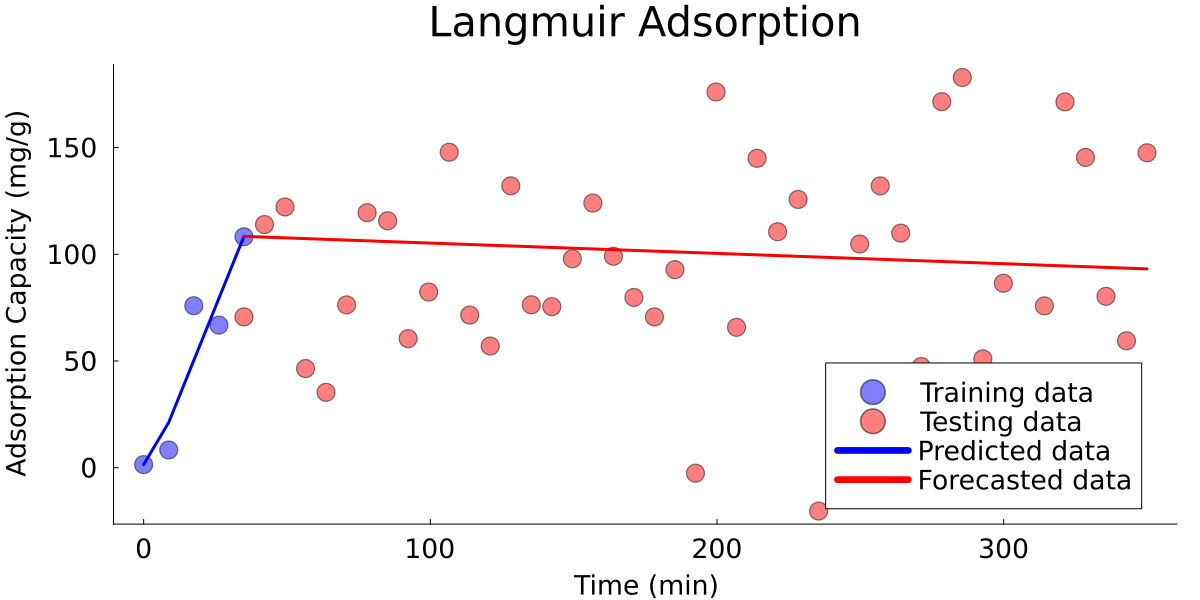 Langmuir Adsorption
Adsorption Capacity (mg/g)
150
100
50
0
Training data
Testing data
Predicted data
Forecasted data
0 100 200 300
Time (min)